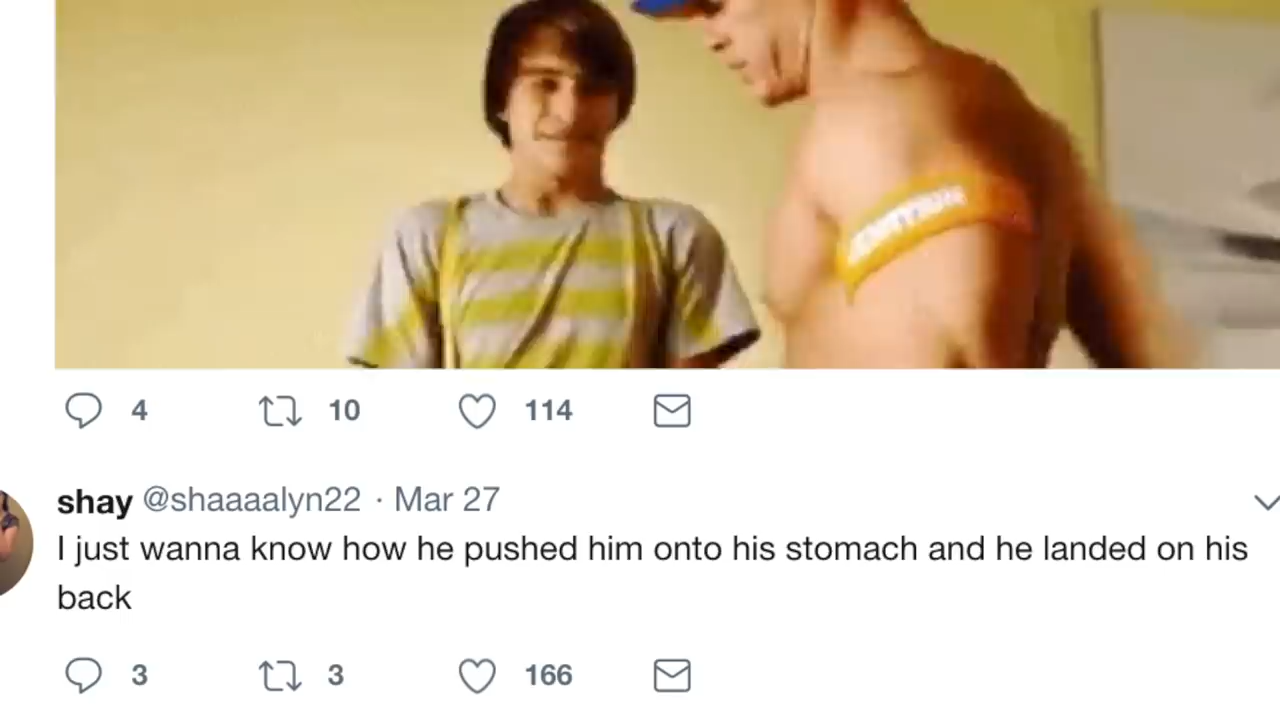 4 10 114
shay @shaaaalyn22 · Mar 27
I just wanna know how he pushed him onto his stomach and he landed on his
back
3 3 166